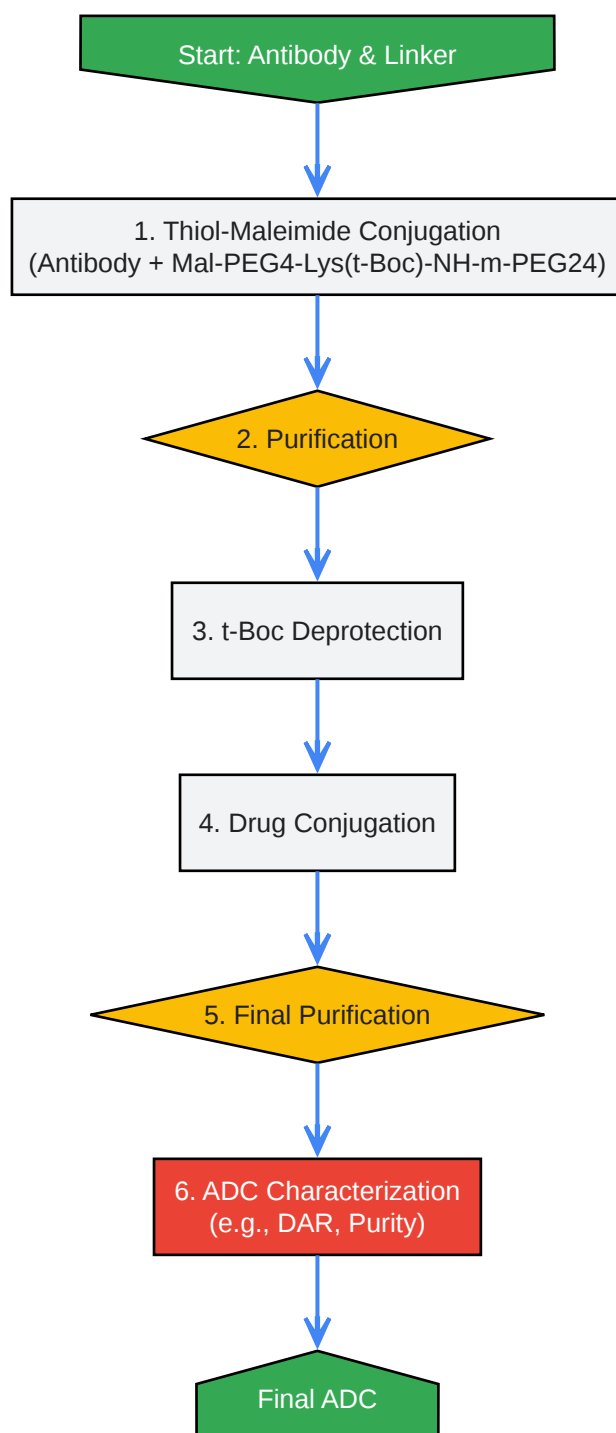 Start: Antibody & Linker
1. Thiol-Maleimide Conjugation
(Antibody + Mal-PEG4-Lys(t-Boc)-NH-m-PEG24)
2. Purification
3. t-Boc Deprotection
4. Drug Conjugation
5. Final Purification
6. ADC Characterization
(e.g., DAR, Purity)
Final ADC